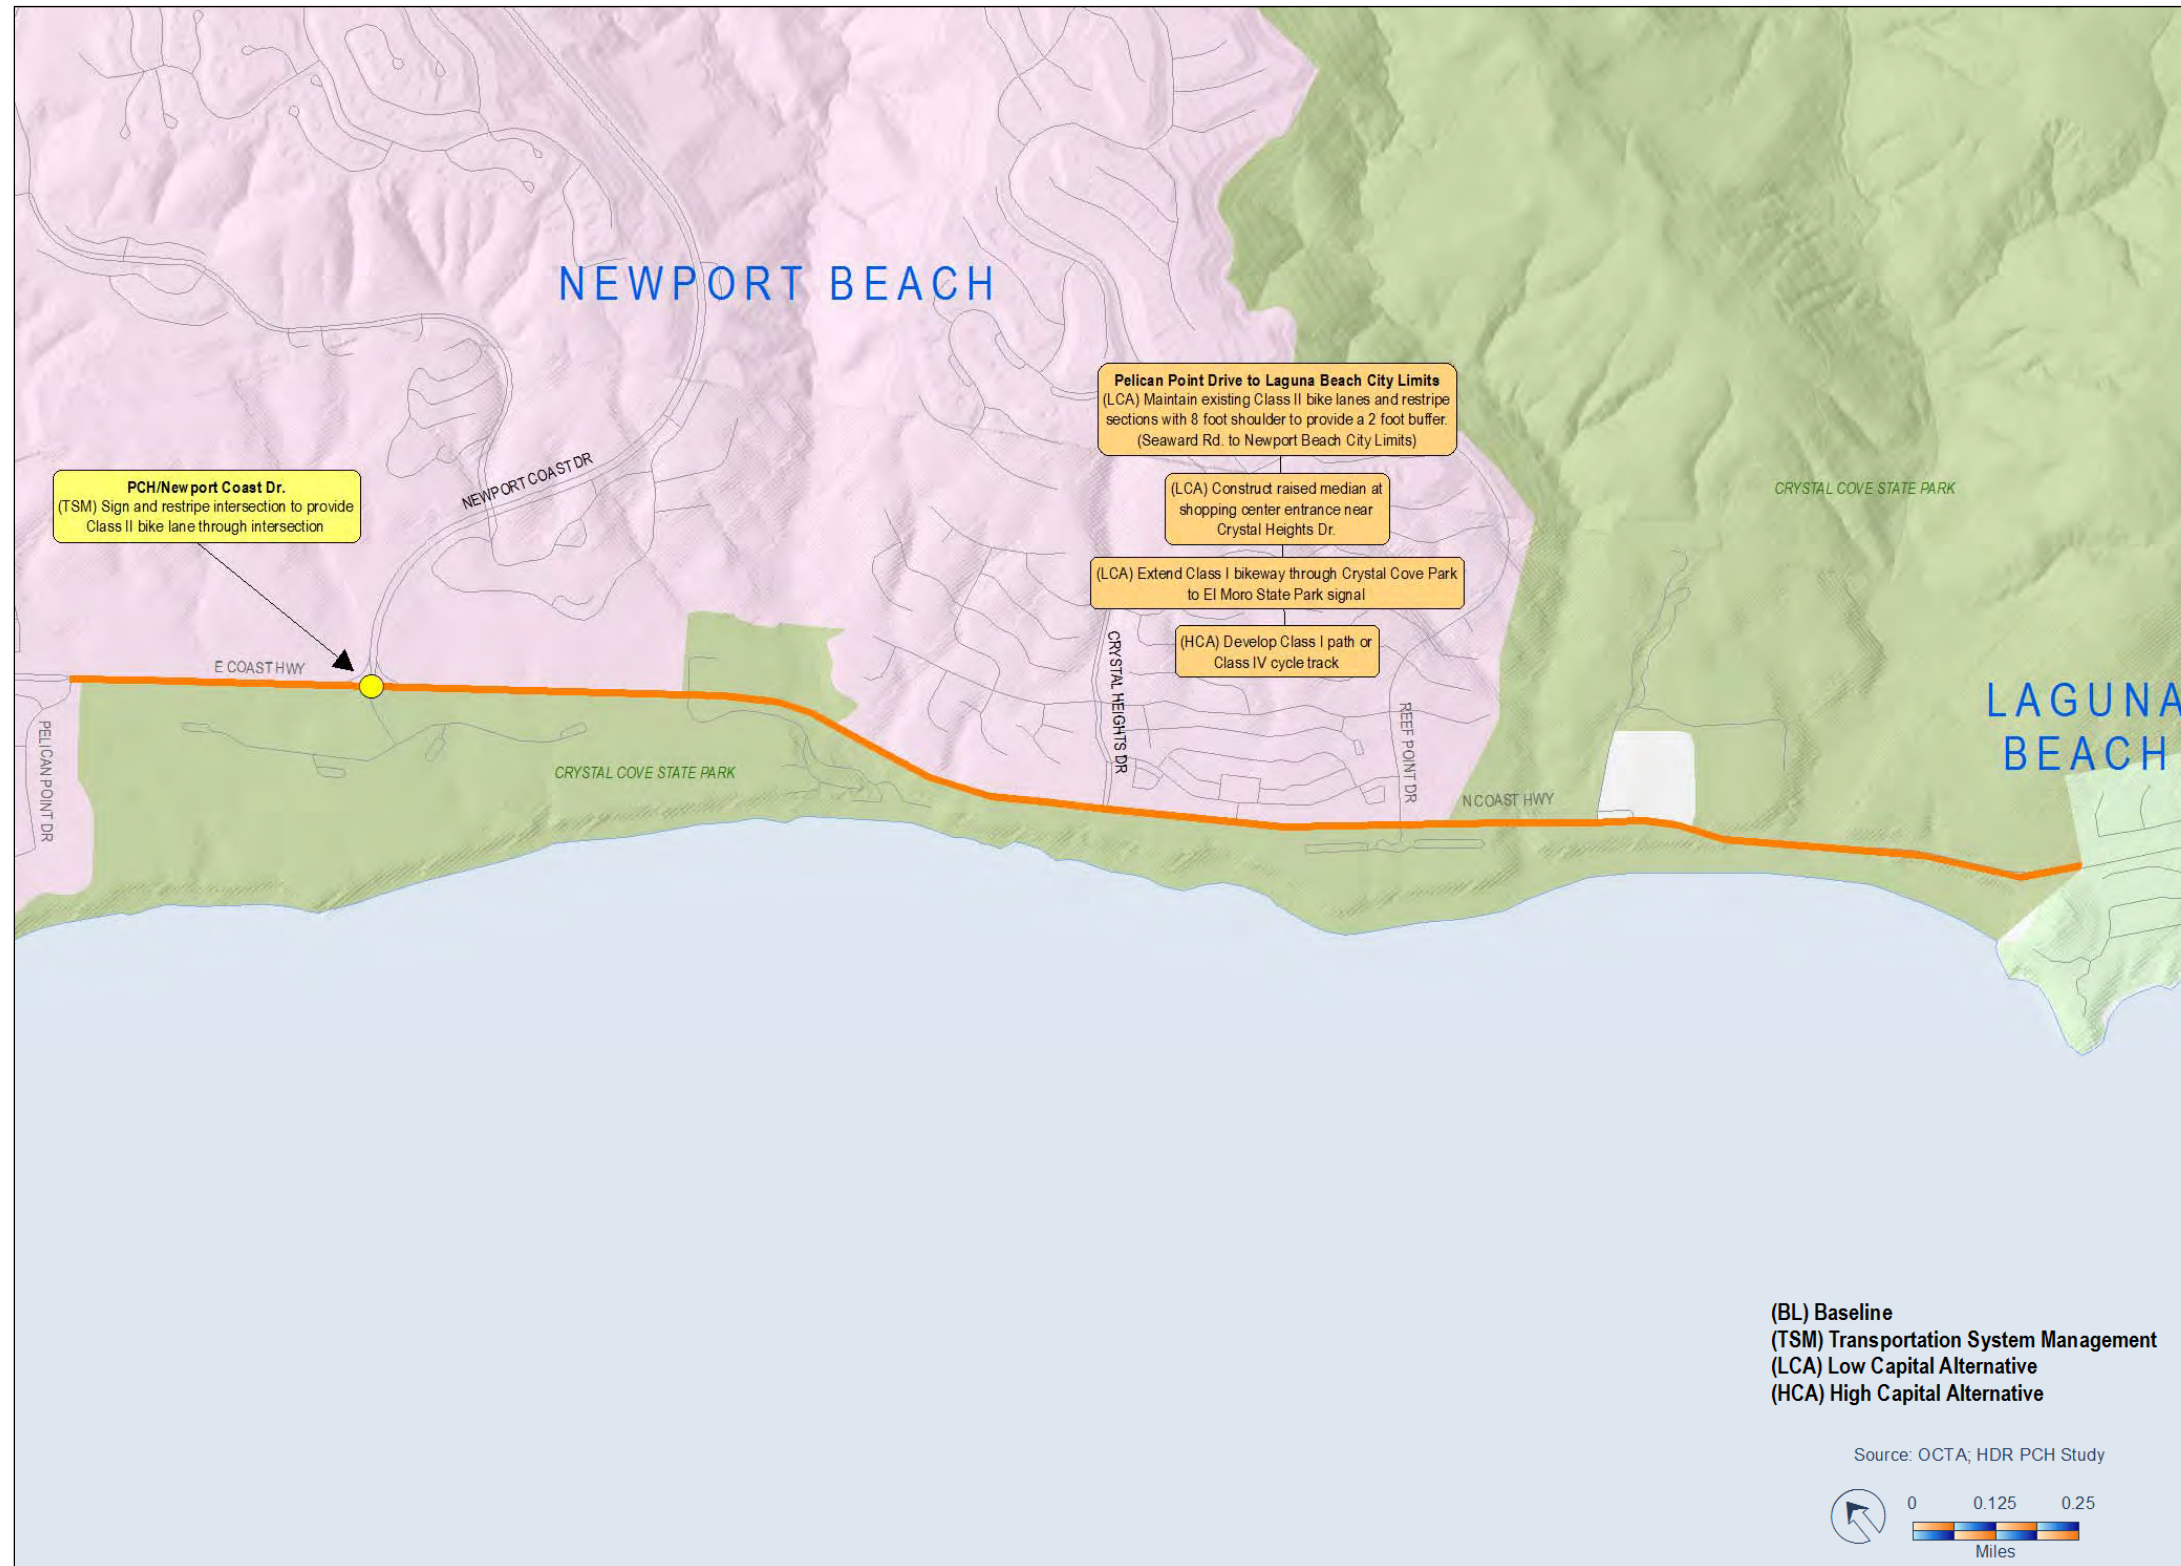 NEWPORT BEACH
Pelican Point Drive to Laguna Beach City Limits
(LCA) Maintain existing Class II bike lanes and restripe
sections with 8 foot shoulder to provide a 2 foot buffer.
(Seaward Rd. to Newport Beach City Limits)
PCH/Newport Coast Dr.
(TSM) Sign and restripe intersection to provide
Class II bike lane through intersection
NEWPORT COAST DR
(LCA) Construct raised median at
shopping center entrance near
Crystal Heights Dr.
CRYSTAL COVE STATE PARK
(LCA) Extend Class I bikeway through Crystal Cove Park
to El Moro State Park signal
(HCA) Develop Class I path or
Class IV cycle track
E COAST HWY
CRYSTAL HEIGHTS DR
LAGUNA
BEACH
PELICAN POINT DR
CRYSTAL COVE STATE PARK
REEF POINT DR
N COAST HWY
(BL) Baseline
(TSM) Transportation System Management
(LCA) Low Capital Alternative
(HCA) High Capital Alternative
Source: OCTA; HDR PCH Study
0 0.125 0.25
Miles